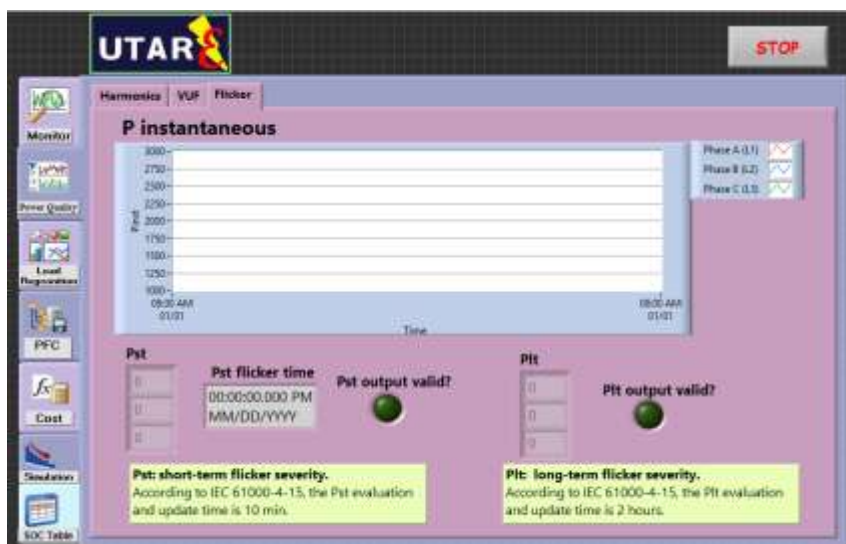 UTAR
STOP
Harmonics
VUF
Flicker
Monitor
Power Quality
Load
Recognition
PFC
Cost
Simulation
SOC Table
P instantaneous
3000
2750
2500
2250
2000
1750
1500
1250
1000
Pinst
08:00 AM
01/01
08:00 AM
01/01
Time
Phase A (L1)
Phase B (L2)
Phase C (L3)
Pst
0
0
0
Pst flicker time
00:00:00.000 PM
MM/DD/YYYY
Pst output valid?
Plt
0
0
0
Plt output valid?
Pst: short-term flicker severity.
According to IEC 61000-4-15, the Pst evaluation
and update time is 10 min.
Plt: long-term flicker severity.
According to IEC 61000-4-15, the Plt evaluation
and update time is 2 hours.